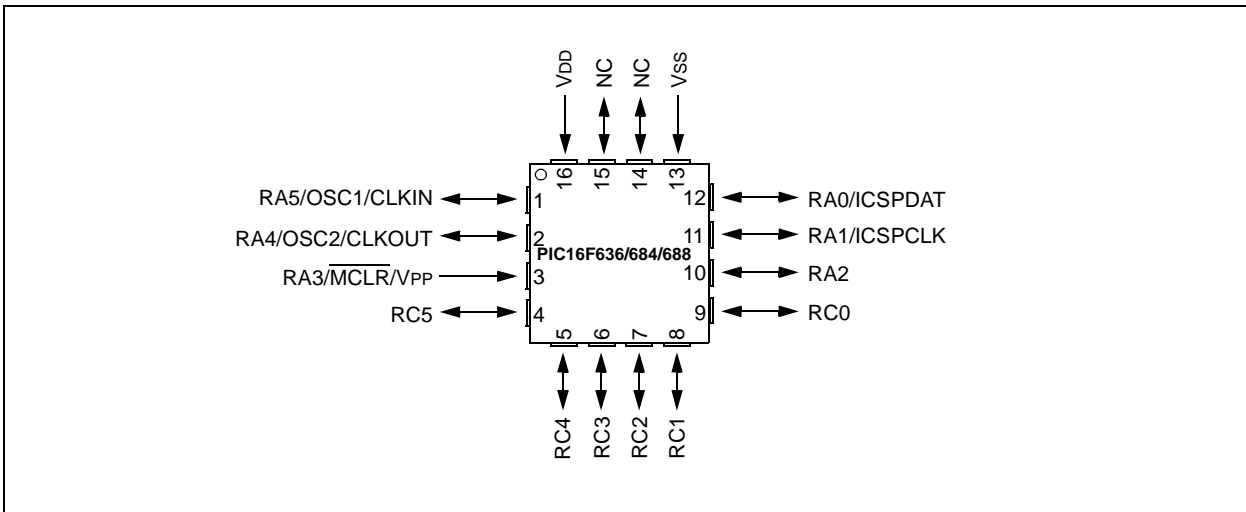 VDD
NC
NC
VSS
16
15
14
13
RA5/OSC1/CLKIN
1
12
RA0/ICSPDAT
RA4/OSC2/CLKOUT
2
11
RA1/ICSPCLK
PIC16F636/684/688
RA3/MCLR/VPP
3
10
RA2
RC5
4
9
RC0
5
6
7
8
RC4
RC3
RC2
RC1